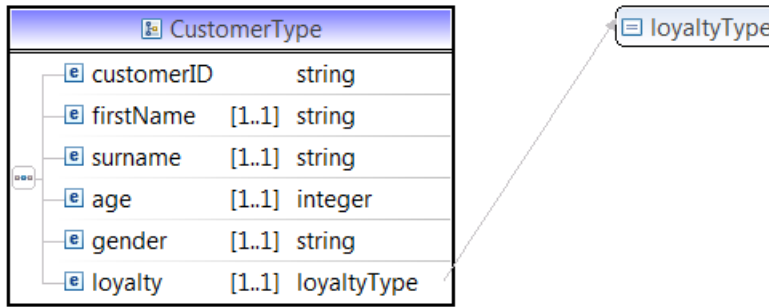 CustomerType
loyaltyType
e customerID string
e firstName [1..1] string
e surname [1..1] string
e age [1..1] integer
e gender [1..1] string
e loyalty [1..1] loyaltyType